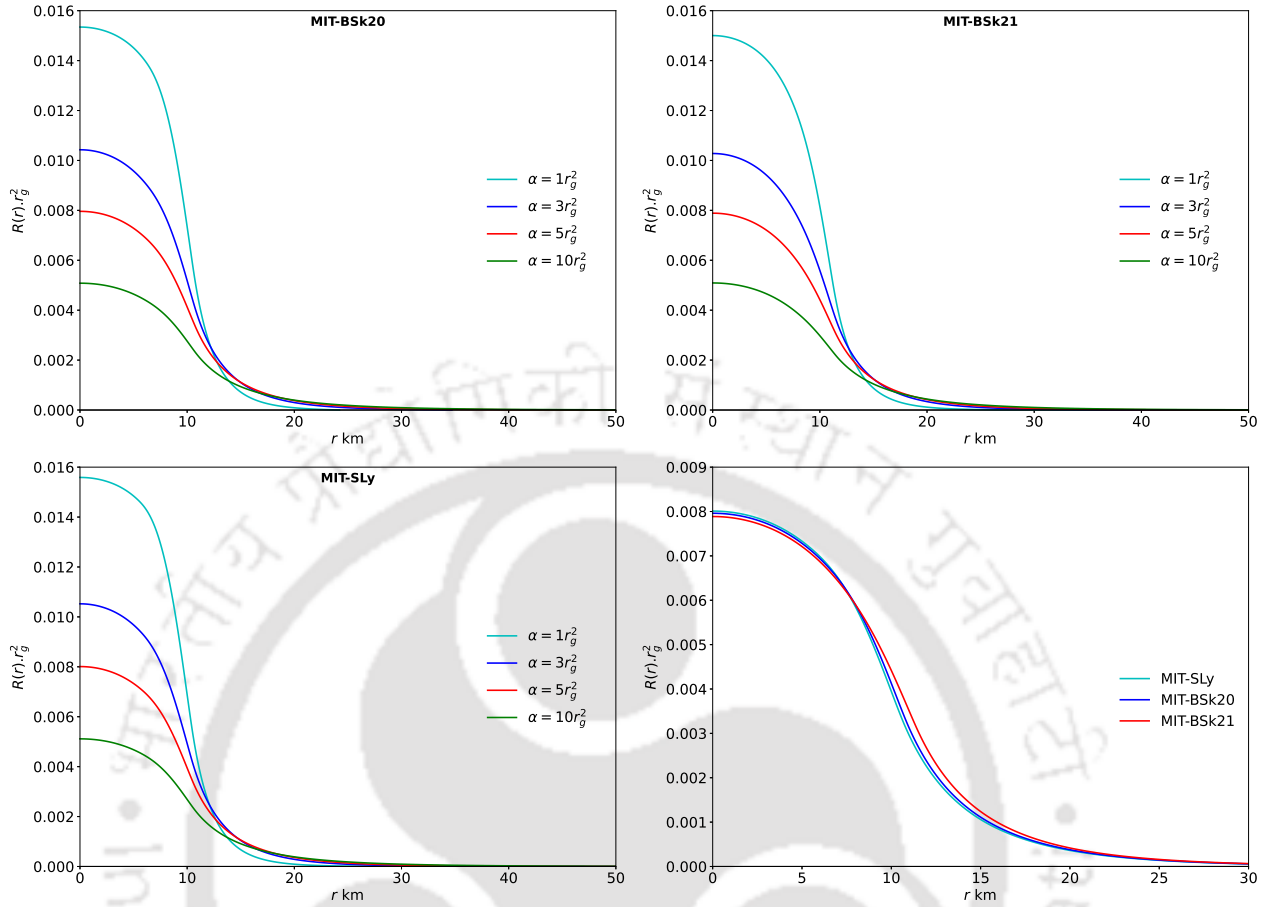 MIT-BSk20
0.016
0.014
0.012
0.010
0.008
0.006
0.004
0.002
0.000
R(r).r_g^2
α = 1r_g^2
α = 3r_g^2
α = 5r_g^2
α = 10r_g^2
0 10 20 30 40 50
r km
MIT-BSk21
0.016
0.014
0.012
0.010
0.008
0.006
0.004
0.002
0.000
R(r).r_g^2
α = 1r_g^2
α = 3r_g^2
α = 5r_g^2
α = 10r_g^2
0 10 20 30 40 50
r km
MIT-SLy
0.016
0.014
0.012
0.010
0.008
0.006
0.004
0.002
0.000
R(r).r_g^2
α = 1r_g^2
α = 3r_g^2
α = 5r_g^2
α = 10r_g^2
0 10 20 30 40 50
r km
0.009
0.008
0.007
0.006
0.005
0.004
0.003
0.002
0.001
0.000
R(r).r_g^2
MIT-SLy
MIT-BSk20
MIT-BSk21
0 5 10 15 20 25 30
r km